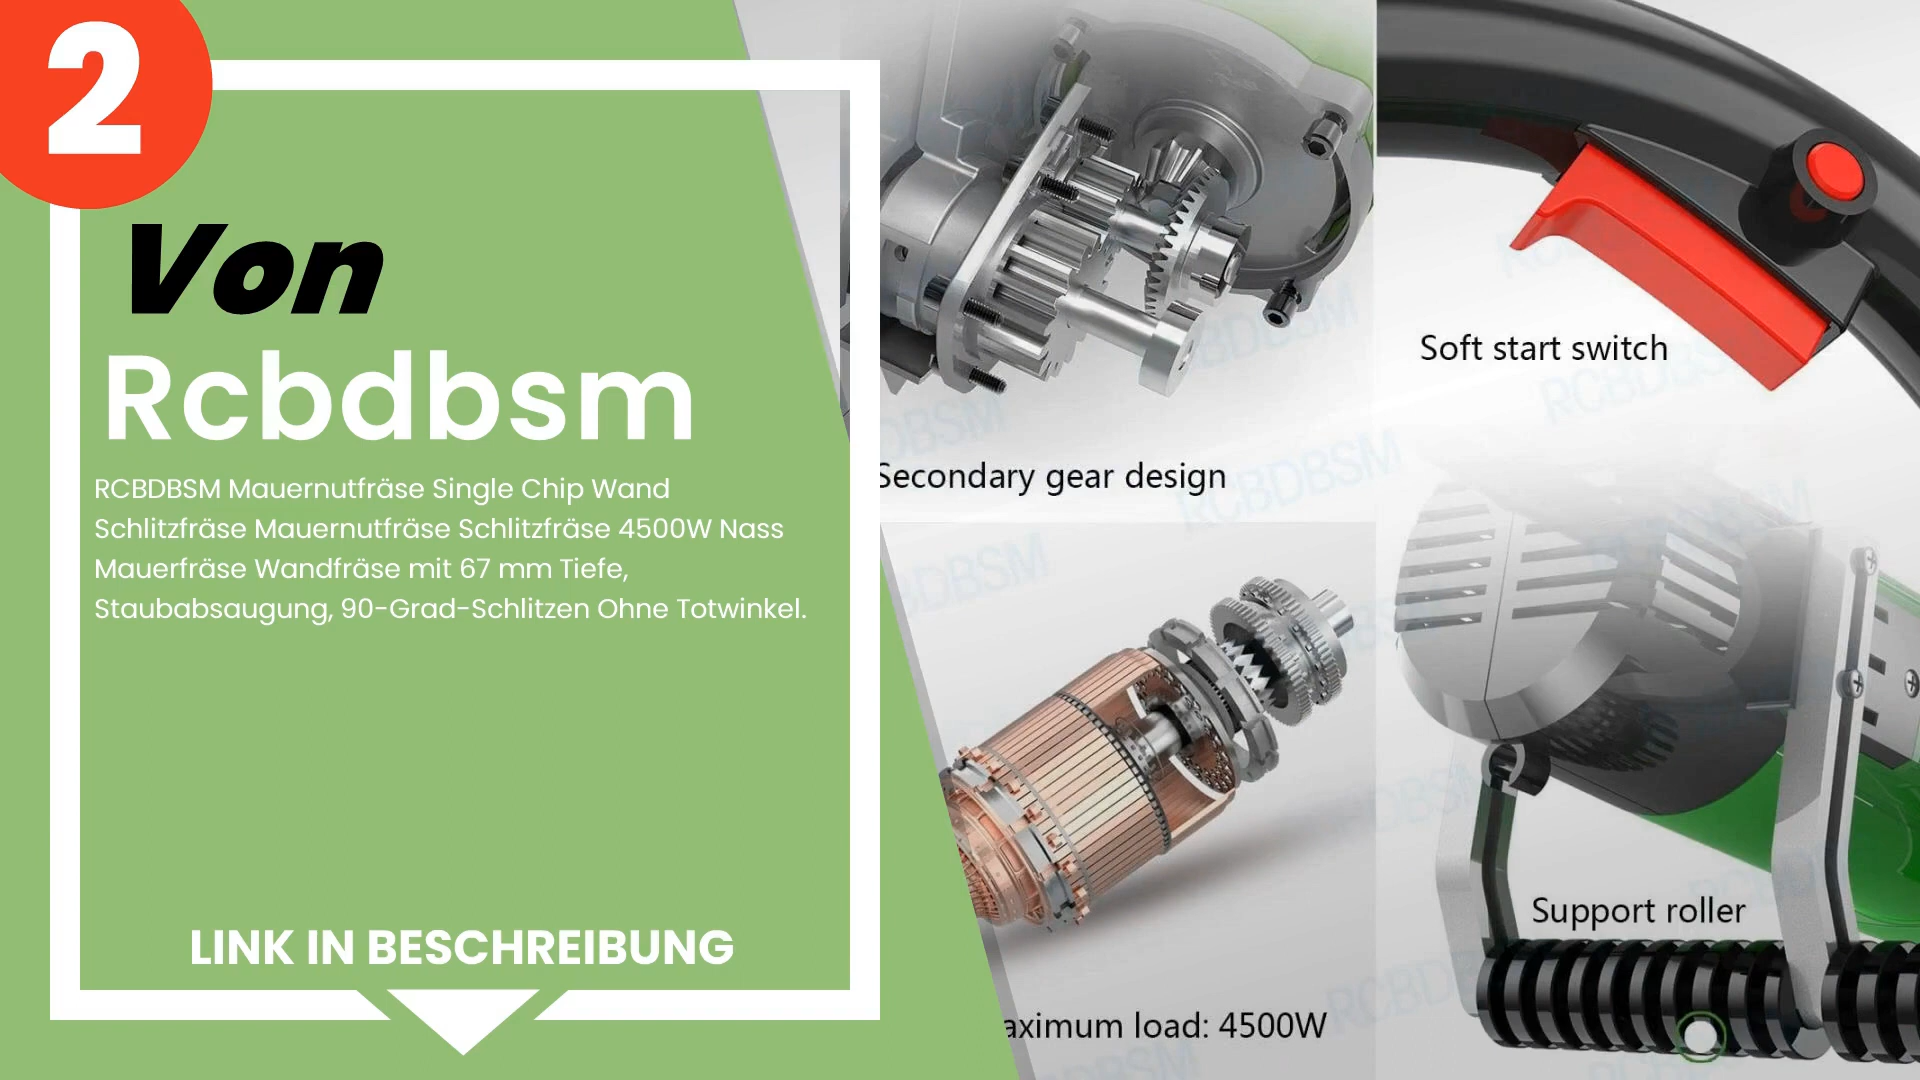 2
Von
Rcbdbsm
RCBDBSM Mauernutfräse Single Chip Wand
Schlitzfräse Mauernutfräse Schlitzfräse 4500W Nass
Mauerfräse Wandfräse mit 67 mm Tiefe,
Staubabsaugung, 90-Grad-Schlitzen Ohne Totwinkel.
LINK IN BESCHREIBUNG
Secondary gear design
Soft start switch
aximum load: 4500W
Support roller
RCBDBSM